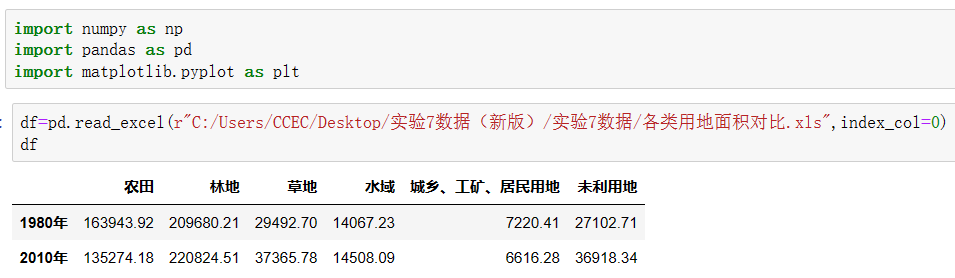 import numpy as np
import pandas as pd
import matplotlib.pyplot as plt
: df=pd.read_excel(r"C:/Users/CCEC/Desktop/实验7数据（新版）/实验7数据/各类用地面积对比.xls",index_col=0)
df
农田 林地 草地 水域 城乡、工矿、居民用地 未利用地
1980年 163943.92 209680.21 29492.70 14067.23 7220.41 27102.71
2010年 135274.18 220824.51 37365.78 14508.09 6616.28 36918.34